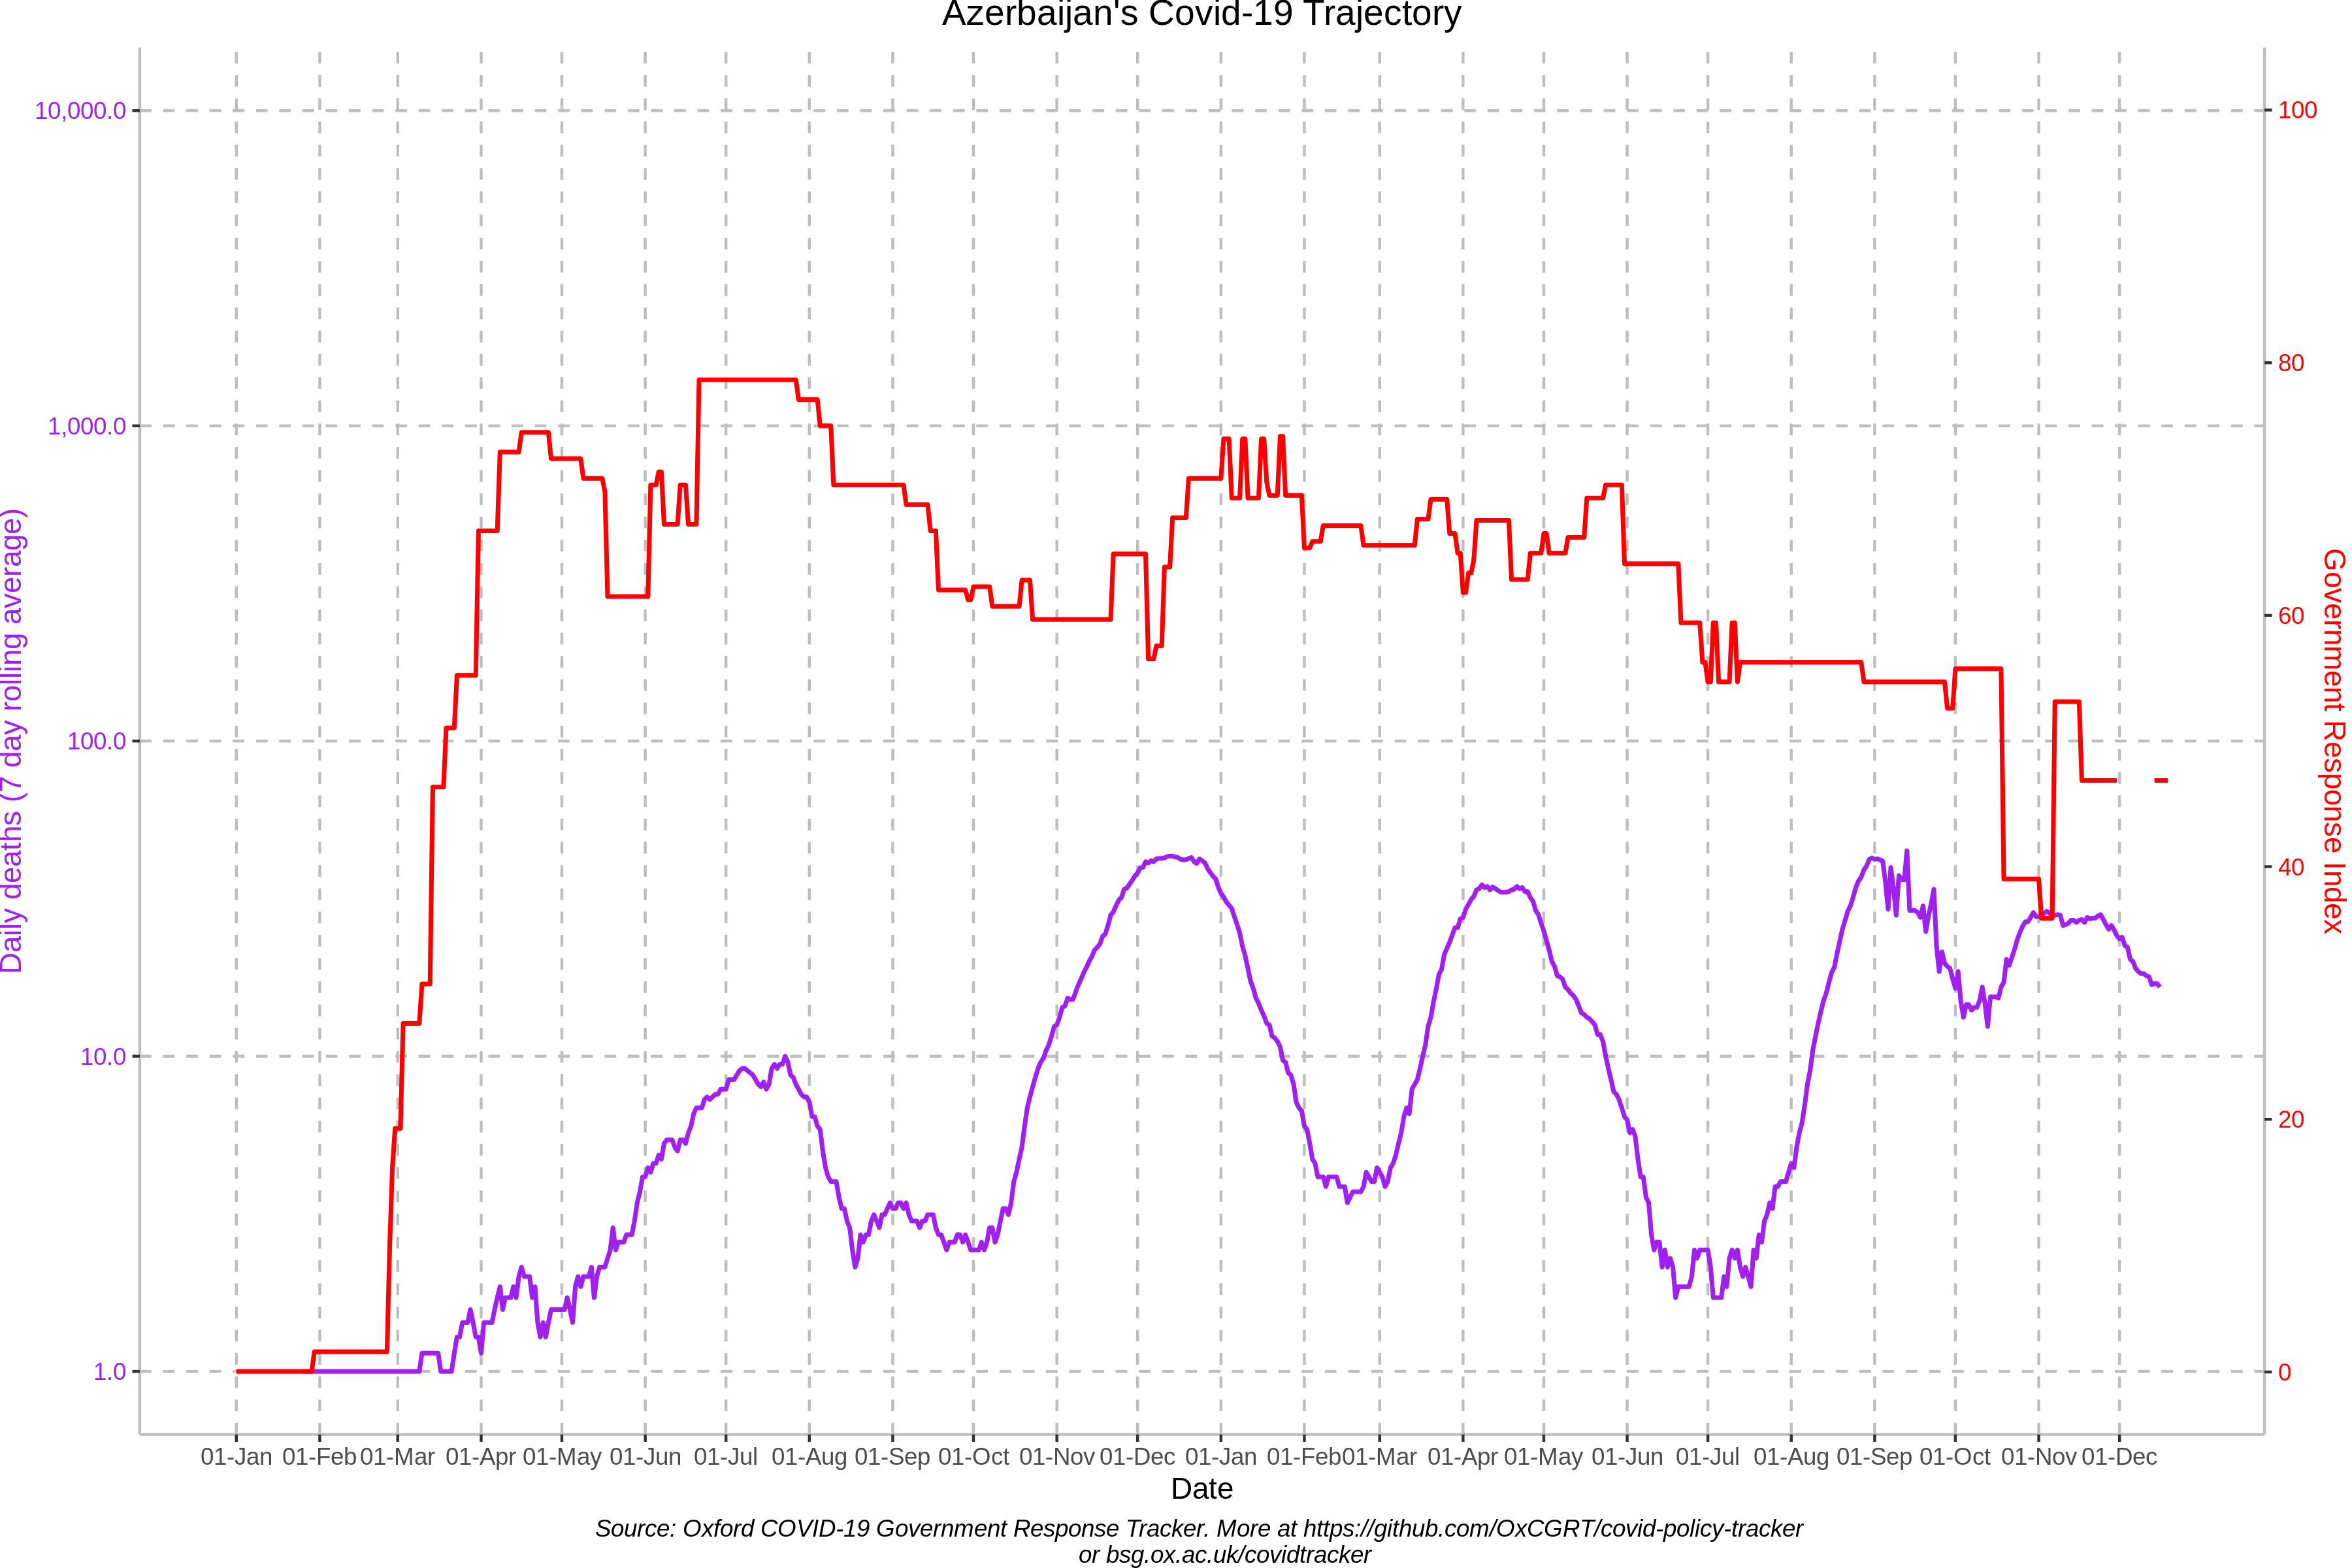 Azerbaijan's Covid-19 Trajectory
10,000.0
1,000.0
100.0
10.0
1.0
Daily deaths (7 day rolling average)
100
80
60
40
20
0
Government Response Index
01-Jan 01-Feb 01-Mar 01-Apr 01-May 01-Jun 01-Jul 01-Aug 01-Sep 01-Oct 01-Nov 01-Dec 01-Jan 01-Feb 01-Mar 01-Apr 01-May 01-Jun 01-Jul 01-Aug 01-Sep 01-Oct 01-Nov 01-Dec
Date
Source: Oxford COVID-19 Government Response Tracker. More at https://github.com/OxCGRT/covid-policy-tracker
or bsg.ox.ac.uk/covidtracker